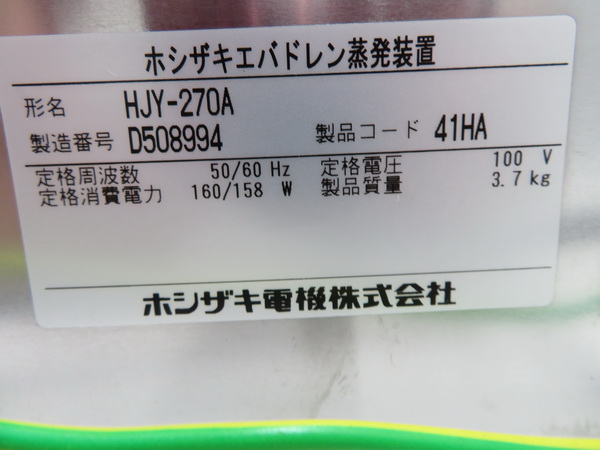 ホシザキエバドレン蒸発装置
形名 HJY-270A
製造番号 D508994 製品コード 41HA
定格周波数 50/60 Hz 定格電圧 100 V
定格消費電力 160/158 W 製品質量 3.7 kg
ホシザキ電機株式会社